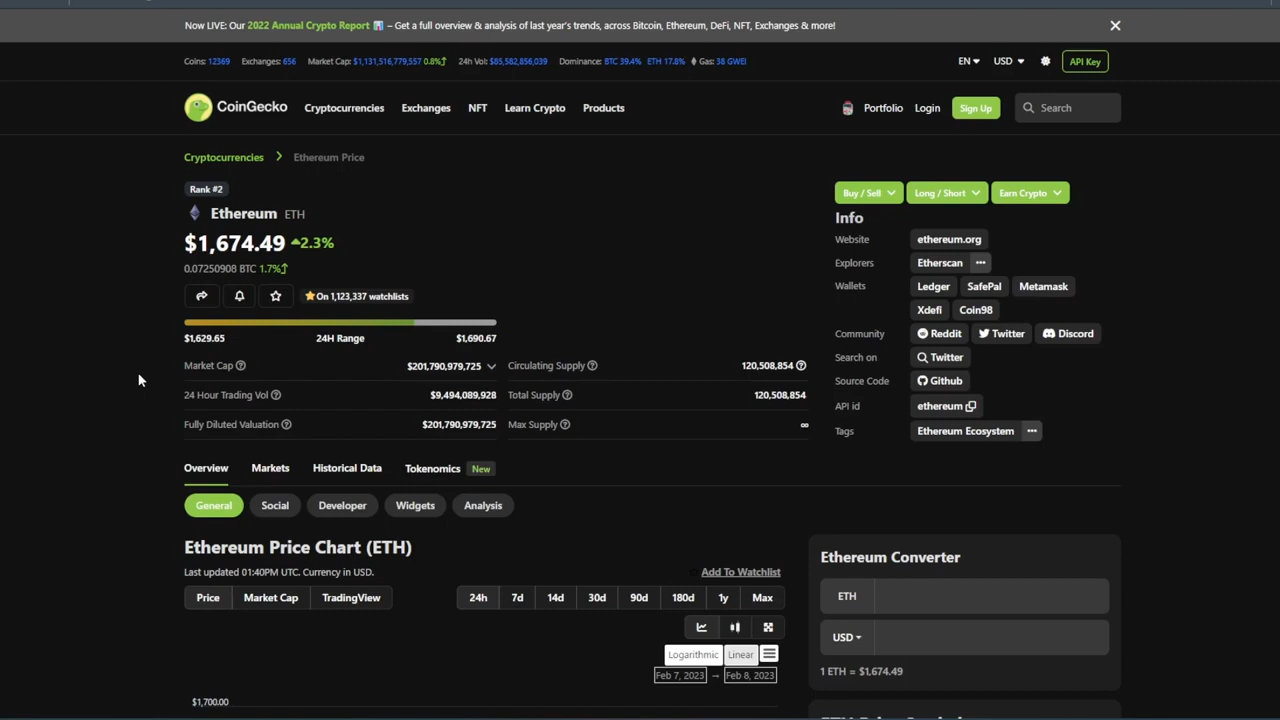 Now LIVE: Our 2022 Annual Crypto Report 📊 – Get a full overview & analysis of last year's trends, across Bitcoin, Ethereum, DeFi, NFT, Exchanges & more!
Coins: 12369 Exchanges: 656 Market Cap: $1,131,516,779,557 0.8% 24h Vol: $85,582,856,039 Dominance: BTC 39.4% ETH 17.8% Gas: 38 GWEI EN USD API Key
CoinGecko Cryptocurrencies Exchanges NFT Learn Crypto Products Portfolio Login Sign Up Search
Cryptocurrencies > Ethereum Price
Rank #2
Ethereum ETH
$1,674.49 2.3%
0.07250908 BTC 1.7%
On 1,123,337 watchlists
$1,629.65 24H Range $1,690.67
Market Cap $201,790,979,725
24 Hour Trading Vol $9,494,089,928
Fully Diluted Valuation $201,790,979,725
Circulating Supply 120,508,854
Total Supply 120,508,854
Max Supply ∞
Buy / Sell Long / Short Earn Crypto
Info
Website ethereum.org
Explorers Etherscan •••
Wallets Ledger SafePal Metamask
Xdefi Coin98
Community Reddit Twitter Discord
Search on Twitter
Source Code Github
API id ethereum
Tags Ethereum Ecosystem •••
Overview Markets Historical Data Tokenomics New
General Social Developer Widgets Analysis
Ethereum Price Chart (ETH)
Last updated 01:40PM UTC. Currency in USD.
Add To Watchlist
Price Market Cap TradingView 24h 7d 14d 30d 90d 180d 1y Max
Logarithmic Linear
Feb 7, 2023 → Feb 8, 2023
$1,700.00
Ethereum Converter
ETH
USD
1 ETH = $1,674.49